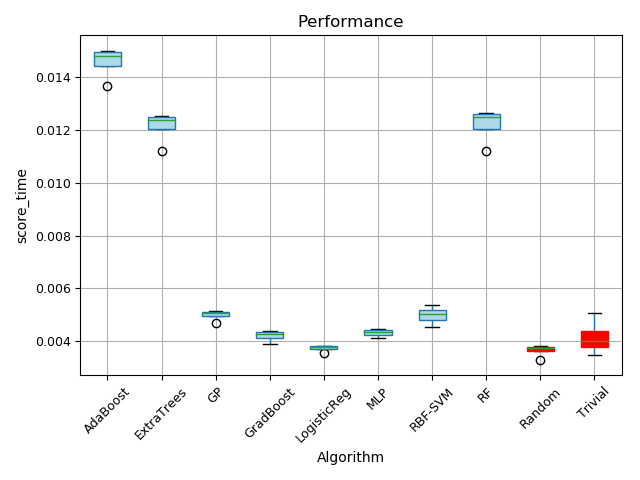 Performance
score_time
0.014
0.012
0.010
0.008
0.006
0.004
AdaBoost
ExtraTrees
GP
GradBoost
LogisticReg
MLP
RBF-SVM
RF
Random
Trivial
Algorithm